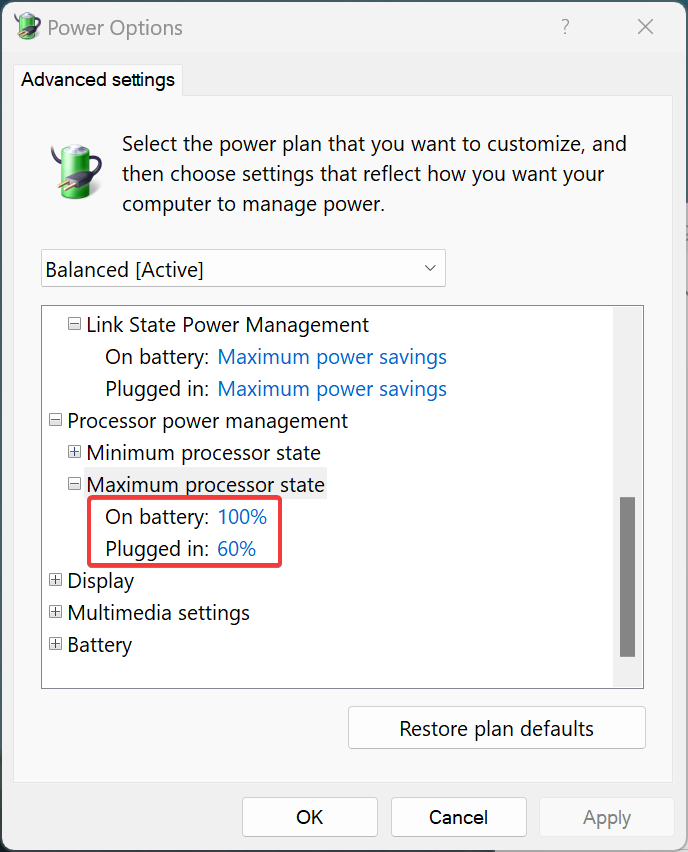 Power Options
?
Advanced settings
Select the power plan that you want to customize, and
then choose settings that reflect how you want your
computer to manage power.
Balanced [Active]
Link State Power Management
On battery: Maximum power savings
Plugged in: Maximum power savings
Processor power management
Minimum processor state
Maximum processor state
On battery: 100%
Plugged in: 60%
Display
Multimedia settings
Battery
Restore plan defaults
OK Cancel Apply